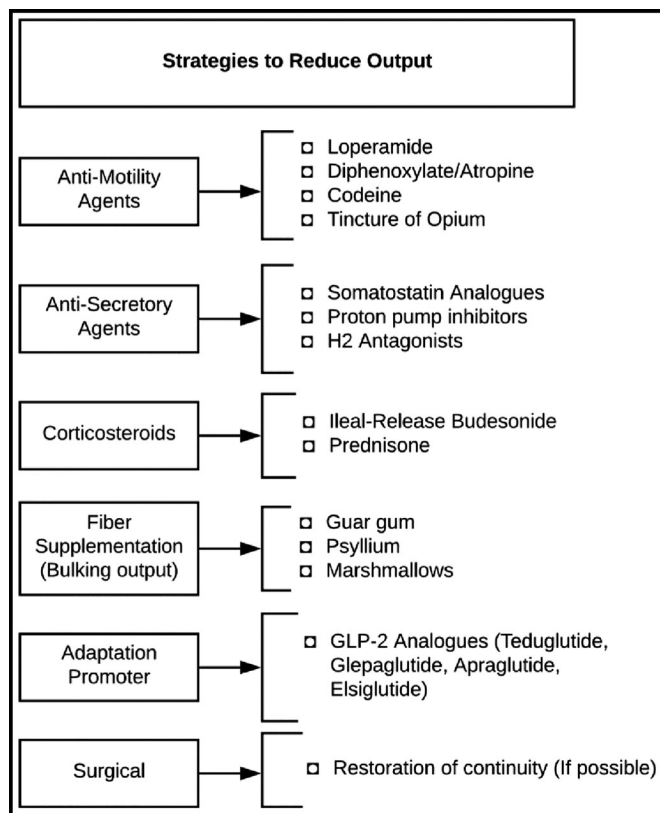 Strategies to Reduce Output
Anti-Motility
Agents
Loperamide
Diphenoxylate/Atropine
Codeine
Tincture of Opium
Anti-Secretory
Agents
Somatostatin Analogues
Proton pump inhibitors
H2 Antagonists
Corticosteroids
Ileal-Release Budesonide
Prednisone
Fiber
Supplementation
(Bulking output)
Guar gum
Psyllium
Marshmallows
Adaptation
Promoter
GLP-2 Analogues (Teduglutide,
Glepaglutide, Apraglutide,
Elsiglutide)
Surgical
Restoration of continuity (If possible)